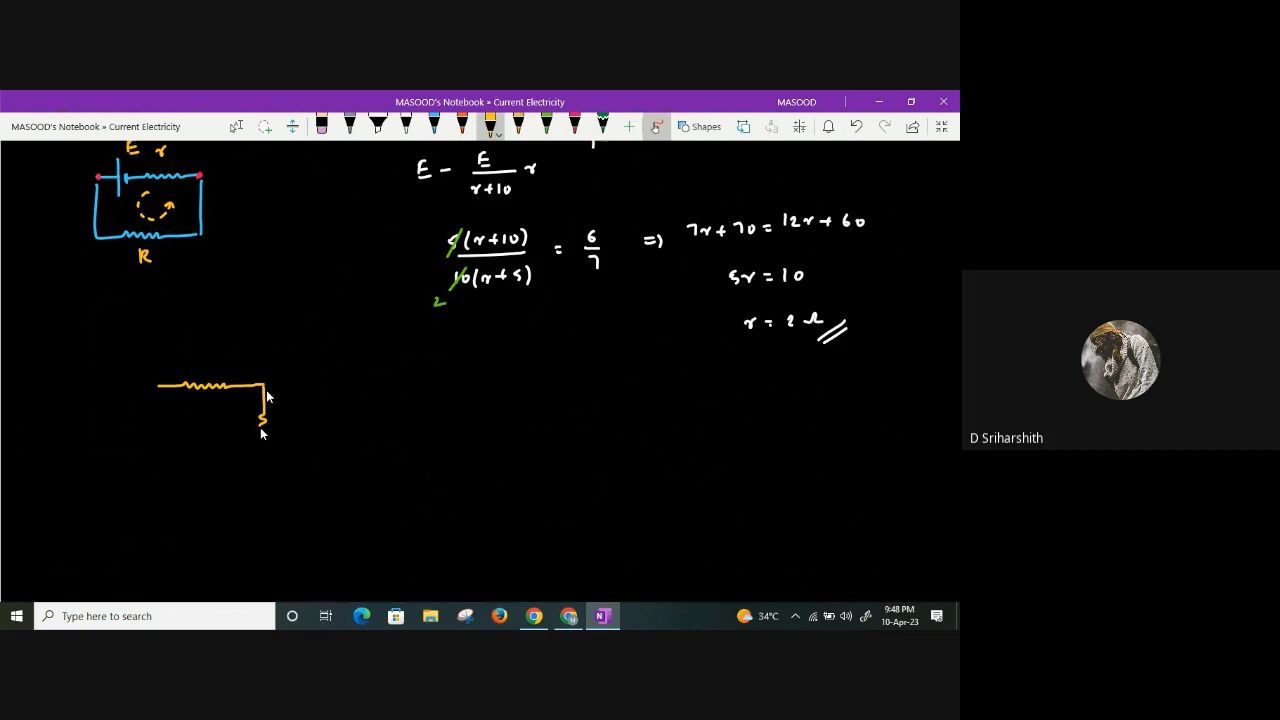 MASOOD's Notebook » Current Electricity
MASOOD
MASOOD's Notebook » Current Electricity
Shapes
E r
R
E - E/(r+10) r
5(r+10)/10(r+5) = 6/7 => 7r+70 = 12r+60
2
5r = 10
r = 2 Ω
D Sriharshith
Type here to search
34°C
9:48 PM
10-Apr-23